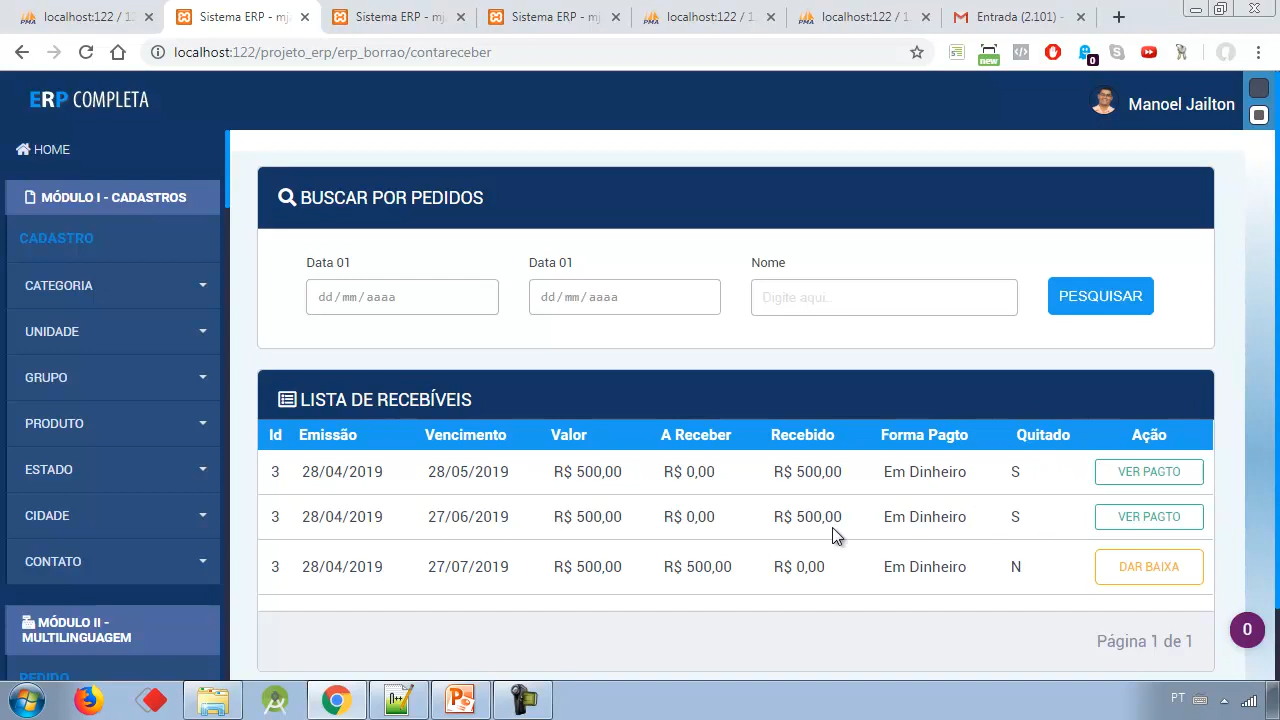 localhost:122 / 12
Sistema ERP - mja
Sistema ERP - mj
Sistema ERP - mj
localhost:122 / 1
localhost:122 / 1
Entrada (2.101) -
localhost:122/projeto_erp/erp_borrao/contareceber
new
0
ERP COMPLETA
Manoel Jailton
HOME
MÓDULO I - CADASTROS
CADASTRO
CATEGORIA
UNIDADE
GRUPO
PRODUTO
ESTADO
CIDADE
CONTATO
MÓDULO II -
MULTILINGUAGEM
PEDIDO
BUSCAR POR PEDIDOS
Data 01 Data 01 Nome
dd/mm/aaaa dd/mm/aaaa Digite aqui.. PESQUISAR
LISTA DE RECEBÍVEIS
Id Emissão Vencimento Valor A Receber Recebido Forma Pagto Quitado Ação
3 28/04/2019 28/05/2019 R$ 500,00 R$ 0,00 R$ 500,00 Em Dinheiro S VER PAGTO
3 28/04/2019 27/06/2019 R$ 500,00 R$ 0,00 R$ 500,00 Em Dinheiro S VER PAGTO
3 28/04/2019 27/07/2019 R$ 500,00 R$ 500,00 R$ 0,00 Em Dinheiro N DAR BAIXA
Página 1 de 1
0
PT